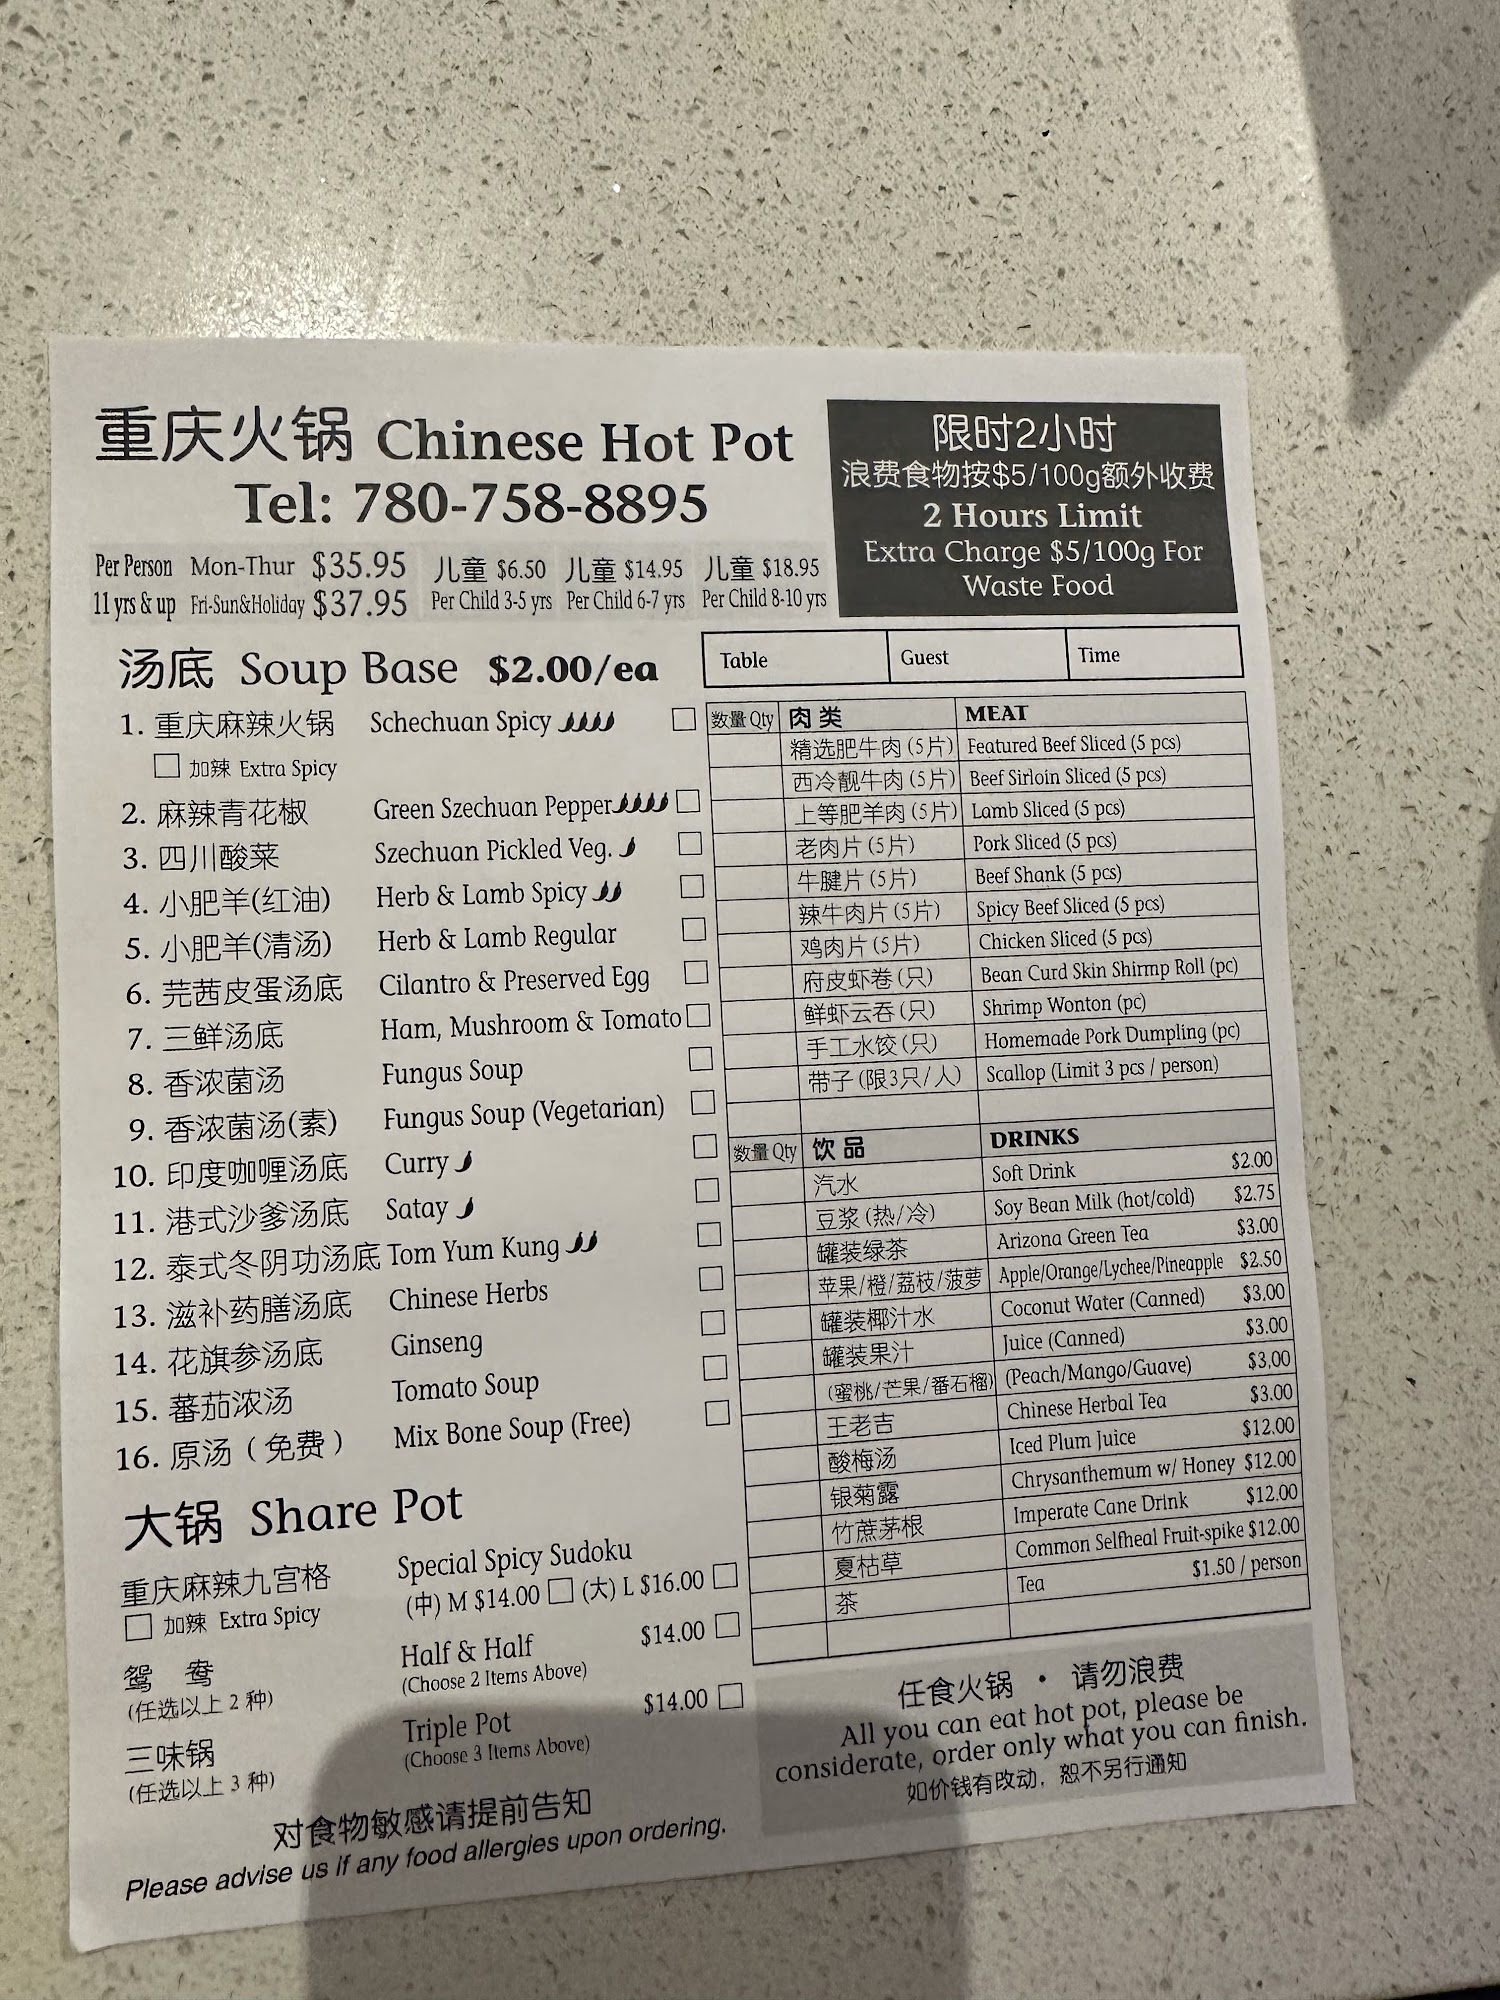 重庆火锅 Chinese Hot Pot
Tel: 780-758-8895
Per Person Mon-Thur $35.95 儿童 $6.50 儿童 $14.95 儿童 $18.95
11 yrs & up Fri-Sun&Holiday $37.95 Per Child 3-5 yrs Per Child 6-7 yrs Per Child 8-10 yrs
限时2小时
浪费食物按$5/100g额外收费
2 Hours Limit
Extra Charge $5/100g For
Waste Food
汤底 Soup Base $2.00/ea
1. 重庆麻辣火锅 Schechuan Spicy
加辣 Extra Spicy
2. 麻辣青花椒 Green Szechuan Pepper
3. 四川酸菜 Szechuan Pickled Veg.
4. 小肥羊(红油) Herb & Lamb Spicy
5. 小肥羊(清汤) Herb & Lamb Regular
6. 芫茜皮蛋汤底 Cilantro & Preserved Egg
7. 三鲜汤底 Ham, Mushroom & Tomato
8. 香浓菌汤 Fungus Soup
9. 香浓菌汤(素) Fungus Soup (Vegetarian)
10. 印度咖喱汤底 Curry
11. 港式沙爹汤底 Satay
12. 泰式冬阴功汤底 Tom Yum Kung
13. 滋补药膳汤底 Chinese Herbs
14. 花旗参汤底 Ginseng
15. 蕃茄浓汤 Tomato Soup
16. 原汤（免费） Mix Bone Soup (Free)
大锅 Share Pot
重庆麻辣九宫格 Special Spicy Sudoku
加辣 Extra Spicy (中) M $14.00 (大) L $16.00
鸳 鸯 Half & Half $14.00
(任选以上 2 种) (Choose 2 Items Above)
三味锅 Triple Pot $14.00
(任选以上 3 种) (Choose 3 Items Above)
对食物敏感请提前告知
Please advise us if any food allergies upon ordering.
Table Guest Time
数量 Qty 肉 类 MEAT
精选肥牛肉 (5片) Featured Beef Sliced (5 pcs)
西冷靓牛肉 (5片) Beef Sirloin Sliced (5 pcs)
上等肥羊肉 (5片) Lamb Sliced (5 pcs)
老肉片 (5片) Pork Sliced (5 pcs)
牛腱片 (5片) Beef Shank (5 pcs)
辣牛肉片 (5片) Spicy Beef Sliced (5 pcs)
鸡肉片 (5片) Chicken Sliced (5 pcs)
府皮虾卷 (只) Bean Curd Skin Shirmp Roll (pc)
鲜虾云吞 (只) Shrimp Wonton (pc)
手工水饺 (只) Homemade Pork Dumpling (pc)
带子 (限3只/人) Scallop (Limit 3 pcs / person)
数量 Qty 饮 品 DRINKS
汽水 Soft Drink $2.00
豆浆 (热/冷) Soy Bean Milk (hot/cold) $2.75
罐装绿茶 Arizona Green Tea $3.00
苹果/橙/荔枝/菠萝 Apple/Orange/Lychee/Pineapple $2.50
罐装椰汁水 Coconut Water (Canned) $3.00
罐装果汁 Juice (Canned) $3.00
(蜜桃/芒果/番石榴) (Peach/Mango/Guave) $3.00
王老吉 Chinese Herbal Tea $3.00
酸梅汤 Iced Plum Juice $12.00
银菊露 Chrysanthemum w/ Honey $12.00
竹蔗茅根 Imperate Cane Drink $12.00
夏枯草 Common Selfheal Fruit-spike $12.00
茶 Tea $1.50 / person
任食火锅 · 请勿浪费
All you can eat hot pot, please be
considerate, order only what you can finish.
如价钱有改动，恕不另行通知